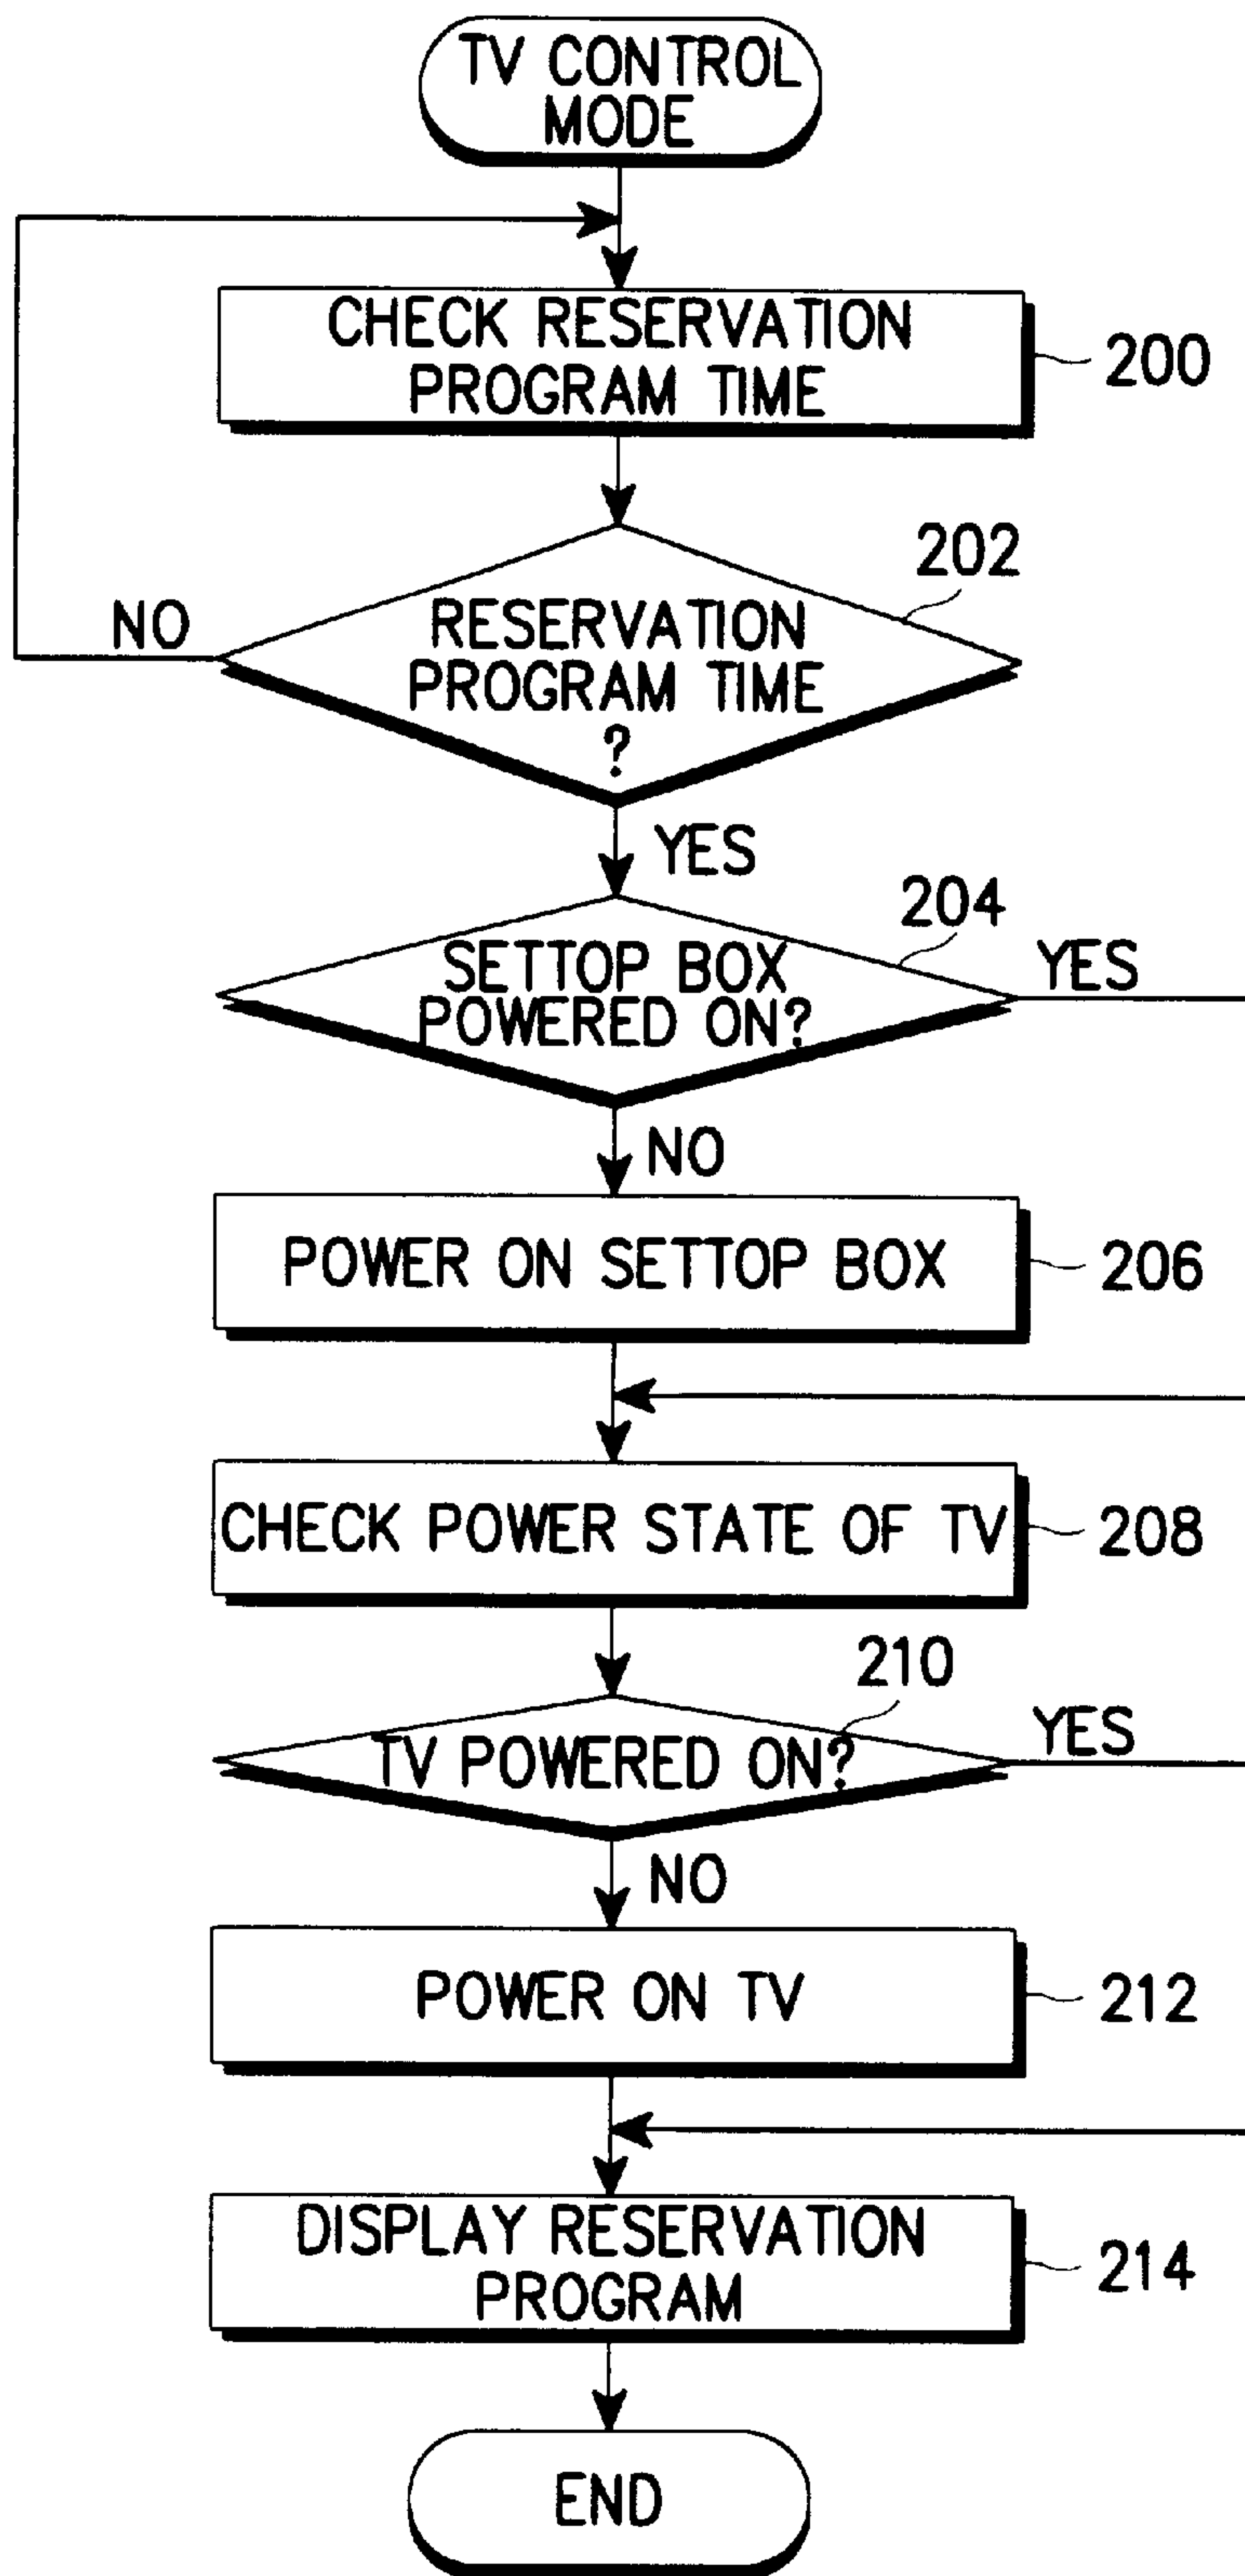 TV CONTROL
MODE
CHECK RESERVATION
PROGRAM TIME
200
202
RESERVATION
PROGRAM TIME
?
NO
YES
204
SETTOP BOX
POWERED ON?
YES
NO
POWER ON SETTOP BOX
206
CHECK POWER STATE OF TV
208
210
TV POWERED ON?
YES
NO
POWER ON TV
212
DISPLAY RESERVATION
PROGRAM
214
END